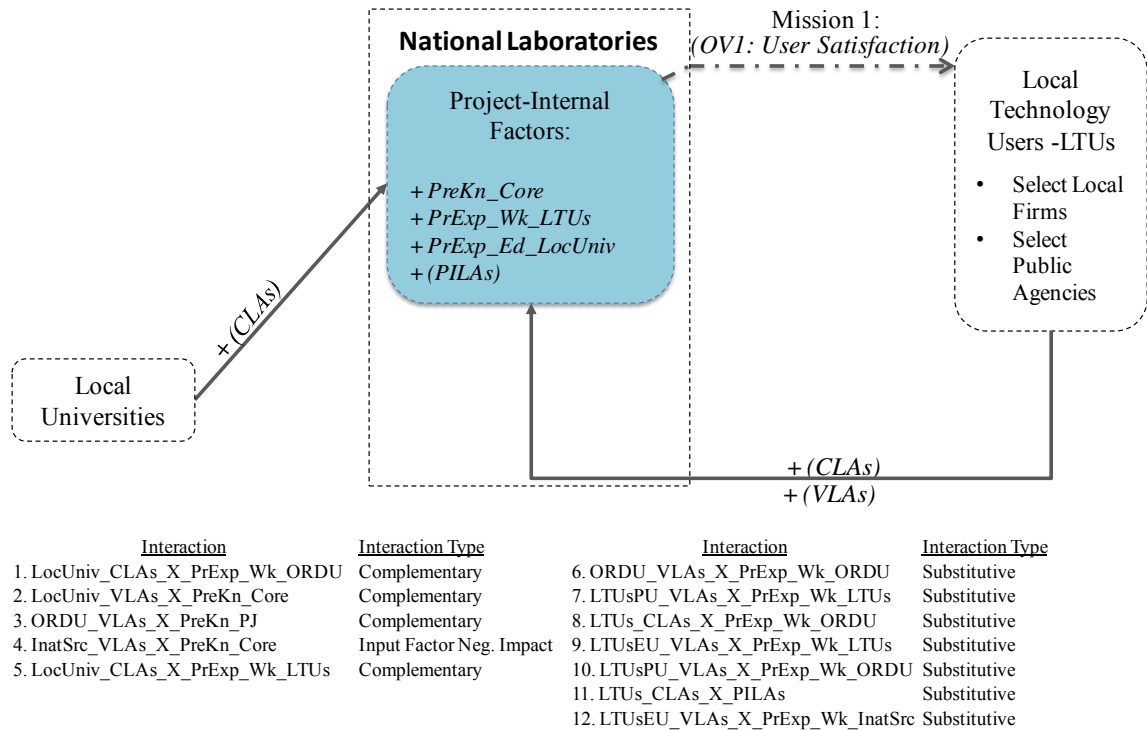 Mission 1:
(OV1: User Satisfaction)
National Laboratories
Project-Internal
Factors:
+ PreKn_Core
+ PrExp_Wk_LTUs
+ PrExp_Ed_LocUniv
+ (PILAs)
Local
Technology
Users -LTUs
• Select Local
Firms
• Select
Public
Agencies
+ (CLAs)
Local
Universities
+ (CLAs)
+ (VLAs)
Interaction Interaction Type
1. LocUniv_CLAs_X_PrExp_Wk_ORDU Complementary
2. LocUniv_VLAs_X_PreKn_Core Complementary
3. ORDU_VLAs_X_PreKn_PJ Complementary
4. InatSrc_VLAs_X_PreKn_Core Input Factor Neg. Impact
5. LocUniv_CLAs_X_PrExp_Wk_LTUs Complementary
Interaction Interaction Type
6. ORDU_VLAs_X_PrExp_Wk_ORDU Substitutive
7. LTUsPU_VLAs_X_PrExp_Wk_LTUs Substitutive
8. LTUs_CLAs_X_PrExp_Wk_ORDU Substitutive
9. LTUsEU_VLAs_X_PrExp_Wk_LTUs Substitutive
10. LTUsPU_VLAs_X_PrExp_Wk_ORDU Substitutive
11. LTUs_CLAs_X_PILAs Substitutive
12. LTUsEU_VLAs_X_PrExp_Wk_InatSrc Substitutive